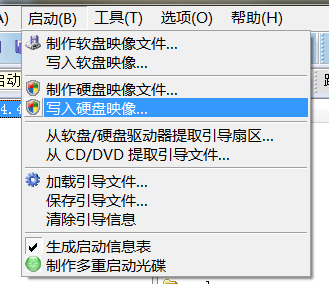 启动(B) 工具(T) 选项(O) 帮助(H)
制作软盘映像文件...
写入软盘映像...
制作硬盘映像文件...
写入硬盘映像...
从软盘/硬盘驱动器提取引导扇区...
从 CD/DVD 提取引导文件...
加载引导文件...
保存引导文件...
清除引导信息
生成启动信息表
制作多重启动光碟